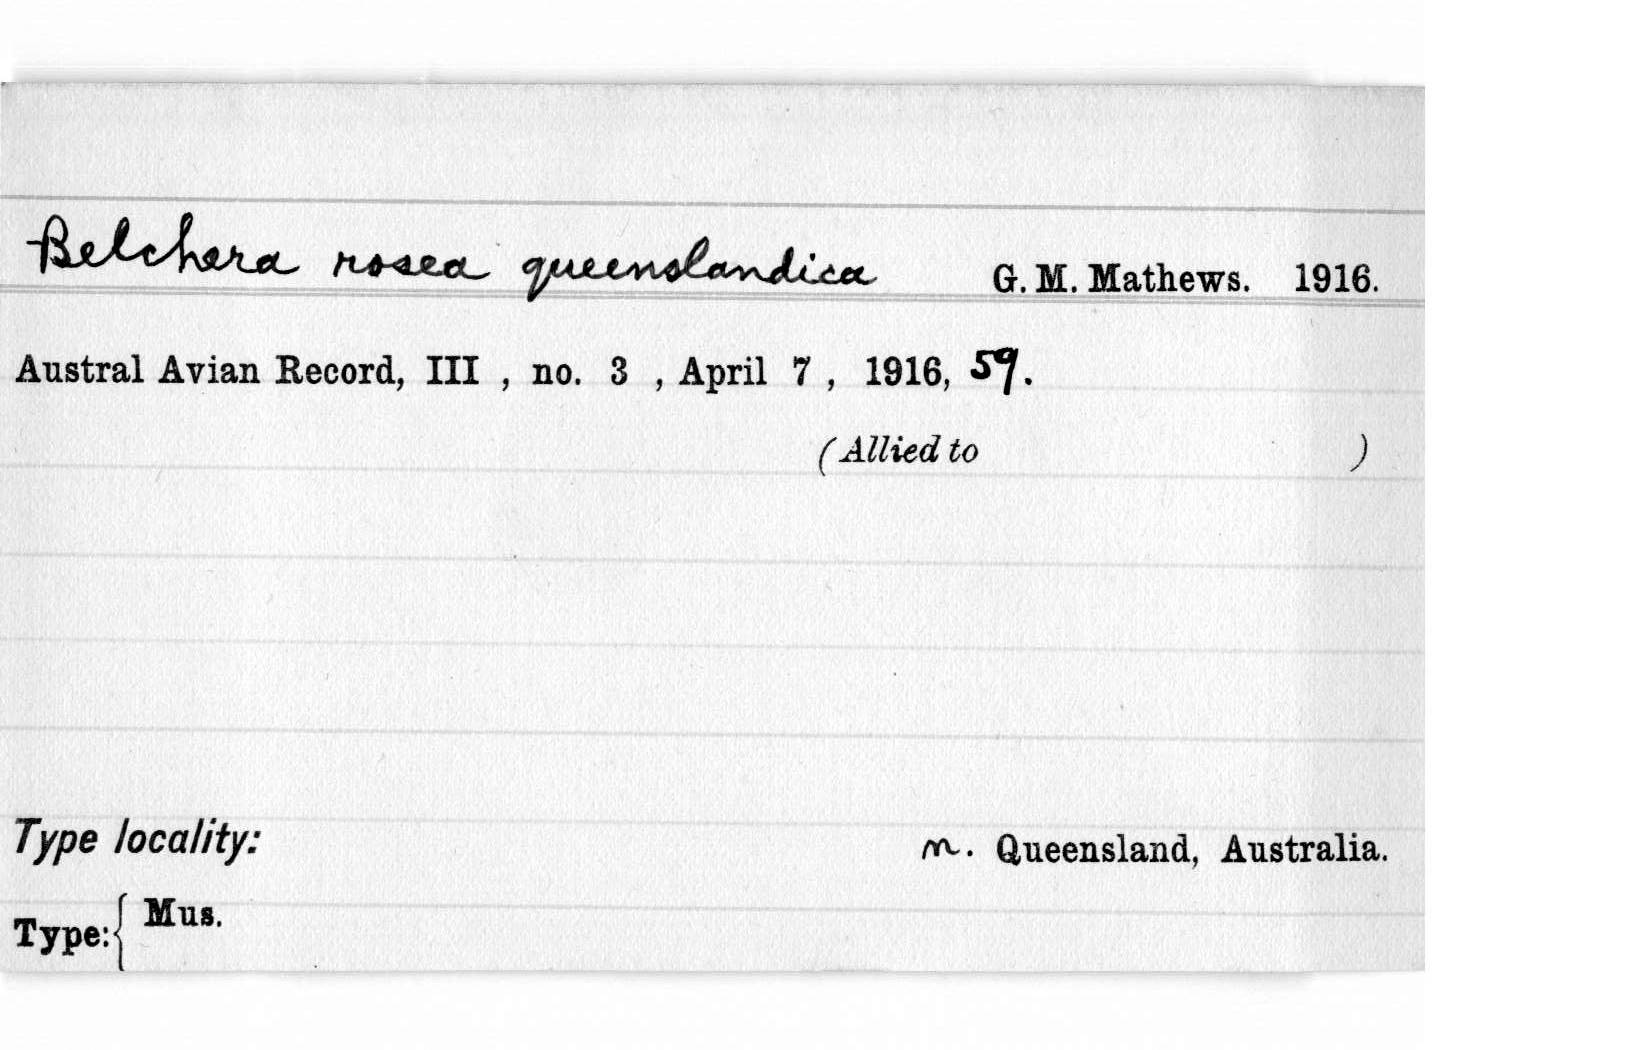 Belchera rosea queenslandica G. M. Mathews. 1916.
Austral Avian Record, III , no. 3 , April 7 , 1916, 59.
(Allied to )
Type locality: n. Queensland, Australia.
Type:{ Mus.